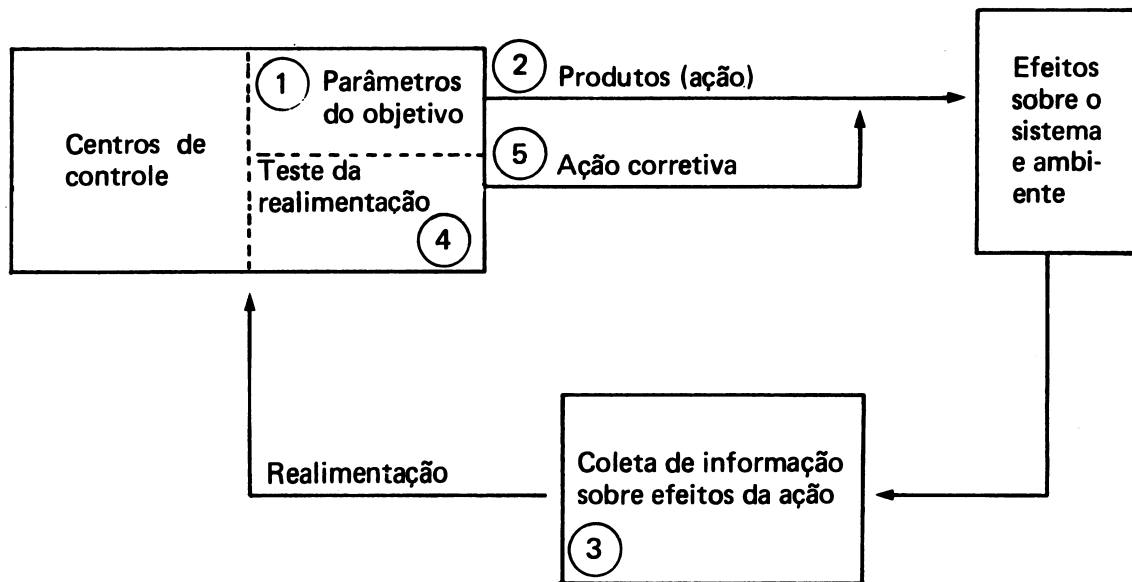 Centros de
controle
1
Parâmetros
do objetivo
Teste da
realimentação
4
2
Produtos (ação)
5
Ação corretiva
Efeitos
sobre o
sistema
e ambi-
ente
Realimentação
Coleta de informação
sobre efeitos da ação
3